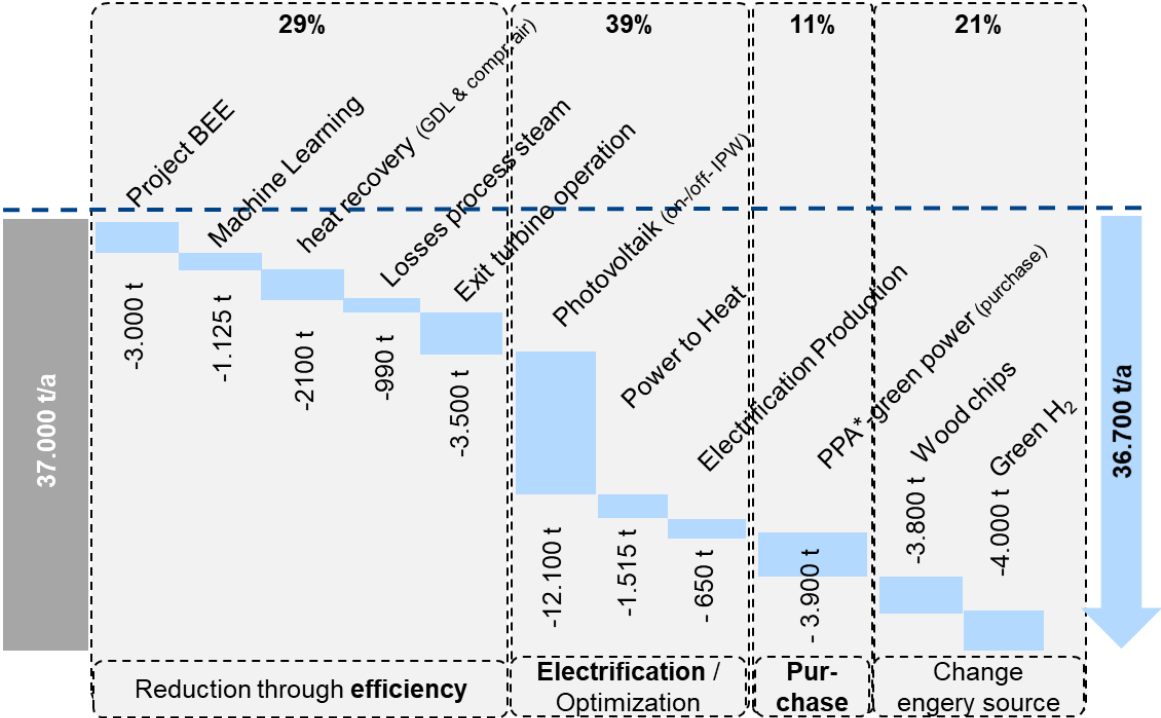 29%
39%
11%
21%
Project BEE
Machine Learning
heat recovery (GDL & compr. air)
Losses process steam
Exit turbine operation
Photovoltaik (on-/off- IPW)
Power to Heat
Electrification Production
PPA*-green power (purchase)
Wood chips
Green H₂
37.000 t/a
-3.000 t
-1.125 t
-2100 t
-990 t
-3.500 t
-12.100 t
-1.515 t
-650 t
- 3.900 t
-3.800 t
-4.000 t
36.700 t/a
Reduction through efficiency
Electrification /
Optimization
Pur-
chase
Change
engery source